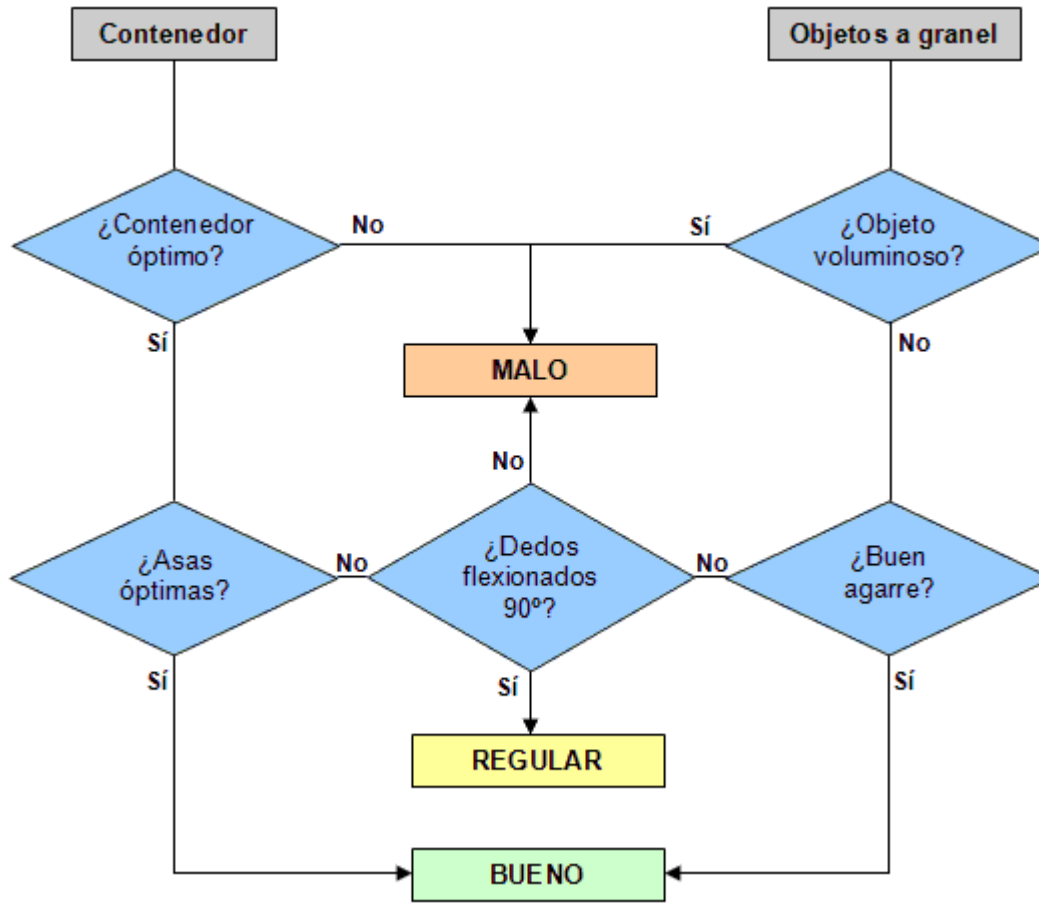 Contenedor
Objetos a granel
¿Contenedor
óptimo?
No
Sí
¿Objeto
voluminoso?
Sí
No
MALO
No
¿Asas
óptimas?
No
¿Dedos
flexionados
90º?
No
¿Buen
agarre?
Sí
Sí
Sí
REGULAR
BUENO